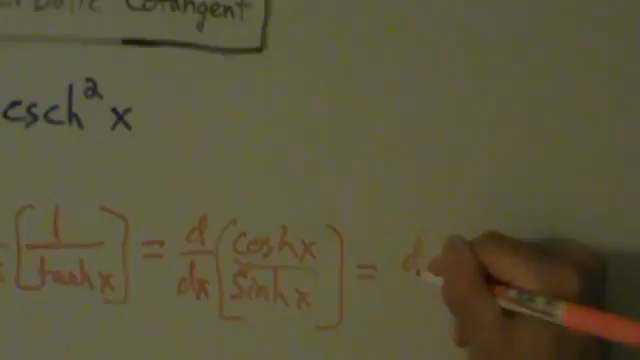 Cotangent
csch² x
[1/tanh x] = d/dx [cosh x/sinh x] = d